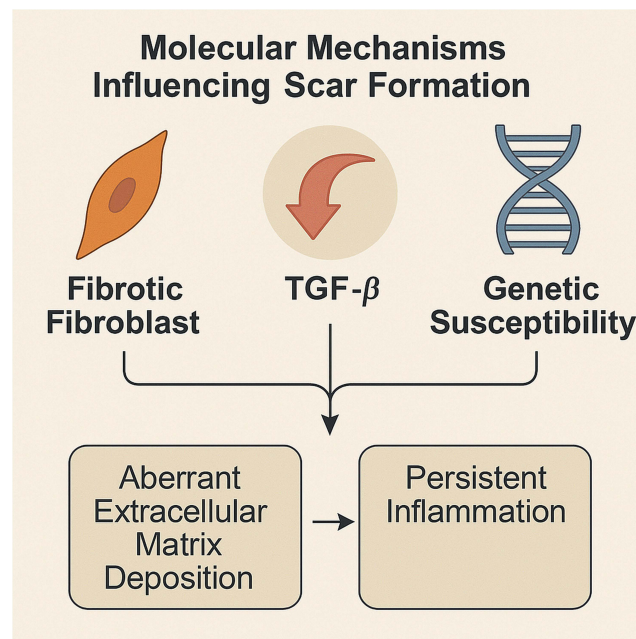 Molecular Mechanisms
Influencing Scar Formation
Fibrotic
Fibroblast
TGF-β
Genetic
Susceptibility
Aberrant
Extracellular
Matrix
Deposition
Persistent
Inflammation